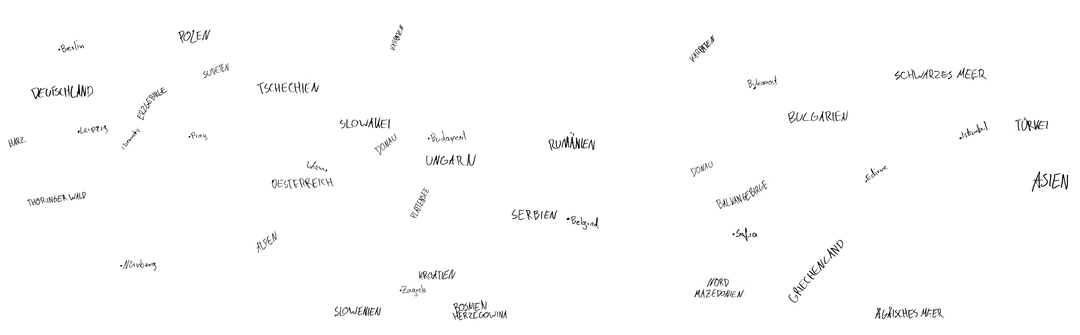 POLEN
•Berlin
KARPATEN
KARPATEN
SUDETEN
SCHWARZES MEER
DEUTSCHLAND
ERZGEBIRGE
TSCHECHIEN
BULGARIEN
SLOWAKEI
TÜRKEI
•Leipzig
•Prag
•Budapest
•Istanbul
HARZ
DONAU
RUMÄNIEN
UNGARN
DONAU
Wien•
•Edirne
OESTERREICH
ASIEN
THÜRINGER WALD
PLATTENSEE
BALKANGEBIRGE
SERBIEN
•Belgrad
•Sofia
ALPEN
•Nürnberg
GRIECHENLAND
KROATIEN
•Zagreb
NORD
MAZEDONIEN
SLOWENIEN
BOSNIEN
HERZEGOWINA
ÄGÄISCHES MEER